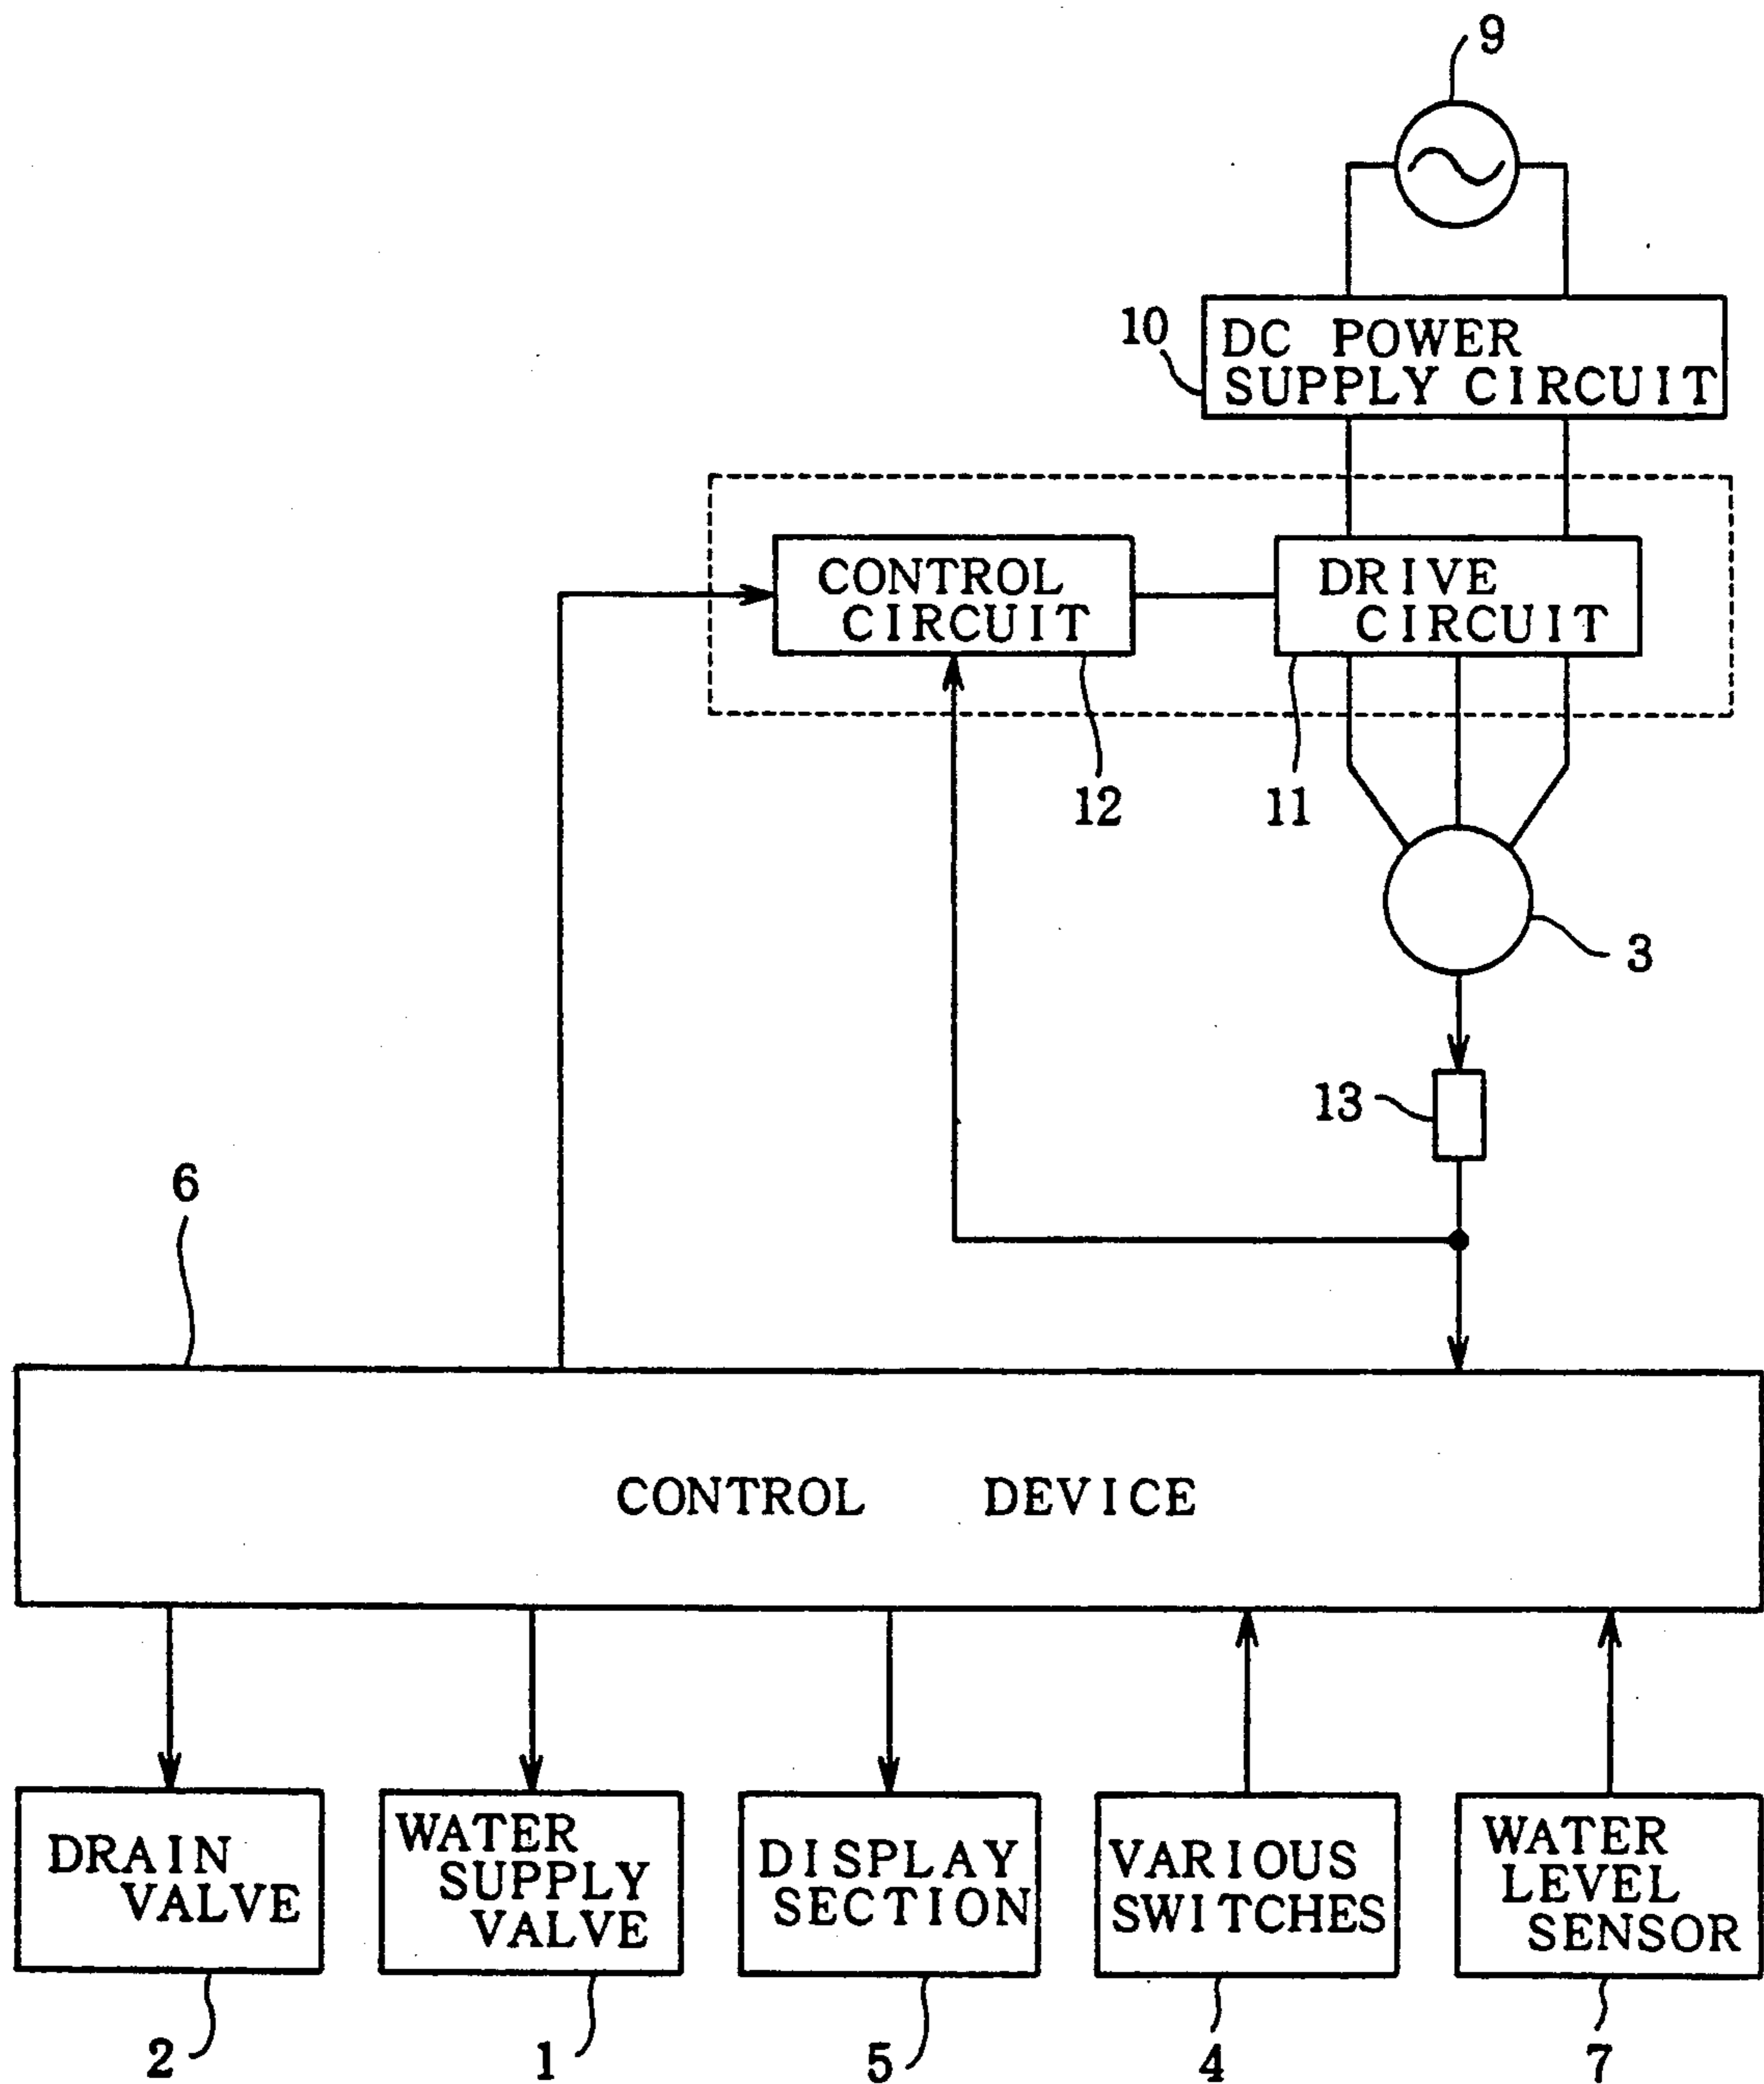 9
10
DC POWER
SUPPLY CIRCUIT
CONTROL
CIRCUIT
DRIVE
CIRCUIT
12
11
3
13
6
CONTROL DEVICE
DRAIN
VALVE
WATER
SUPPLY
VALVE
DISPLAY
SECTION
VARIOUS
SWITCHES
WATER
LEVEL
SENSOR
2
1
5
4
7